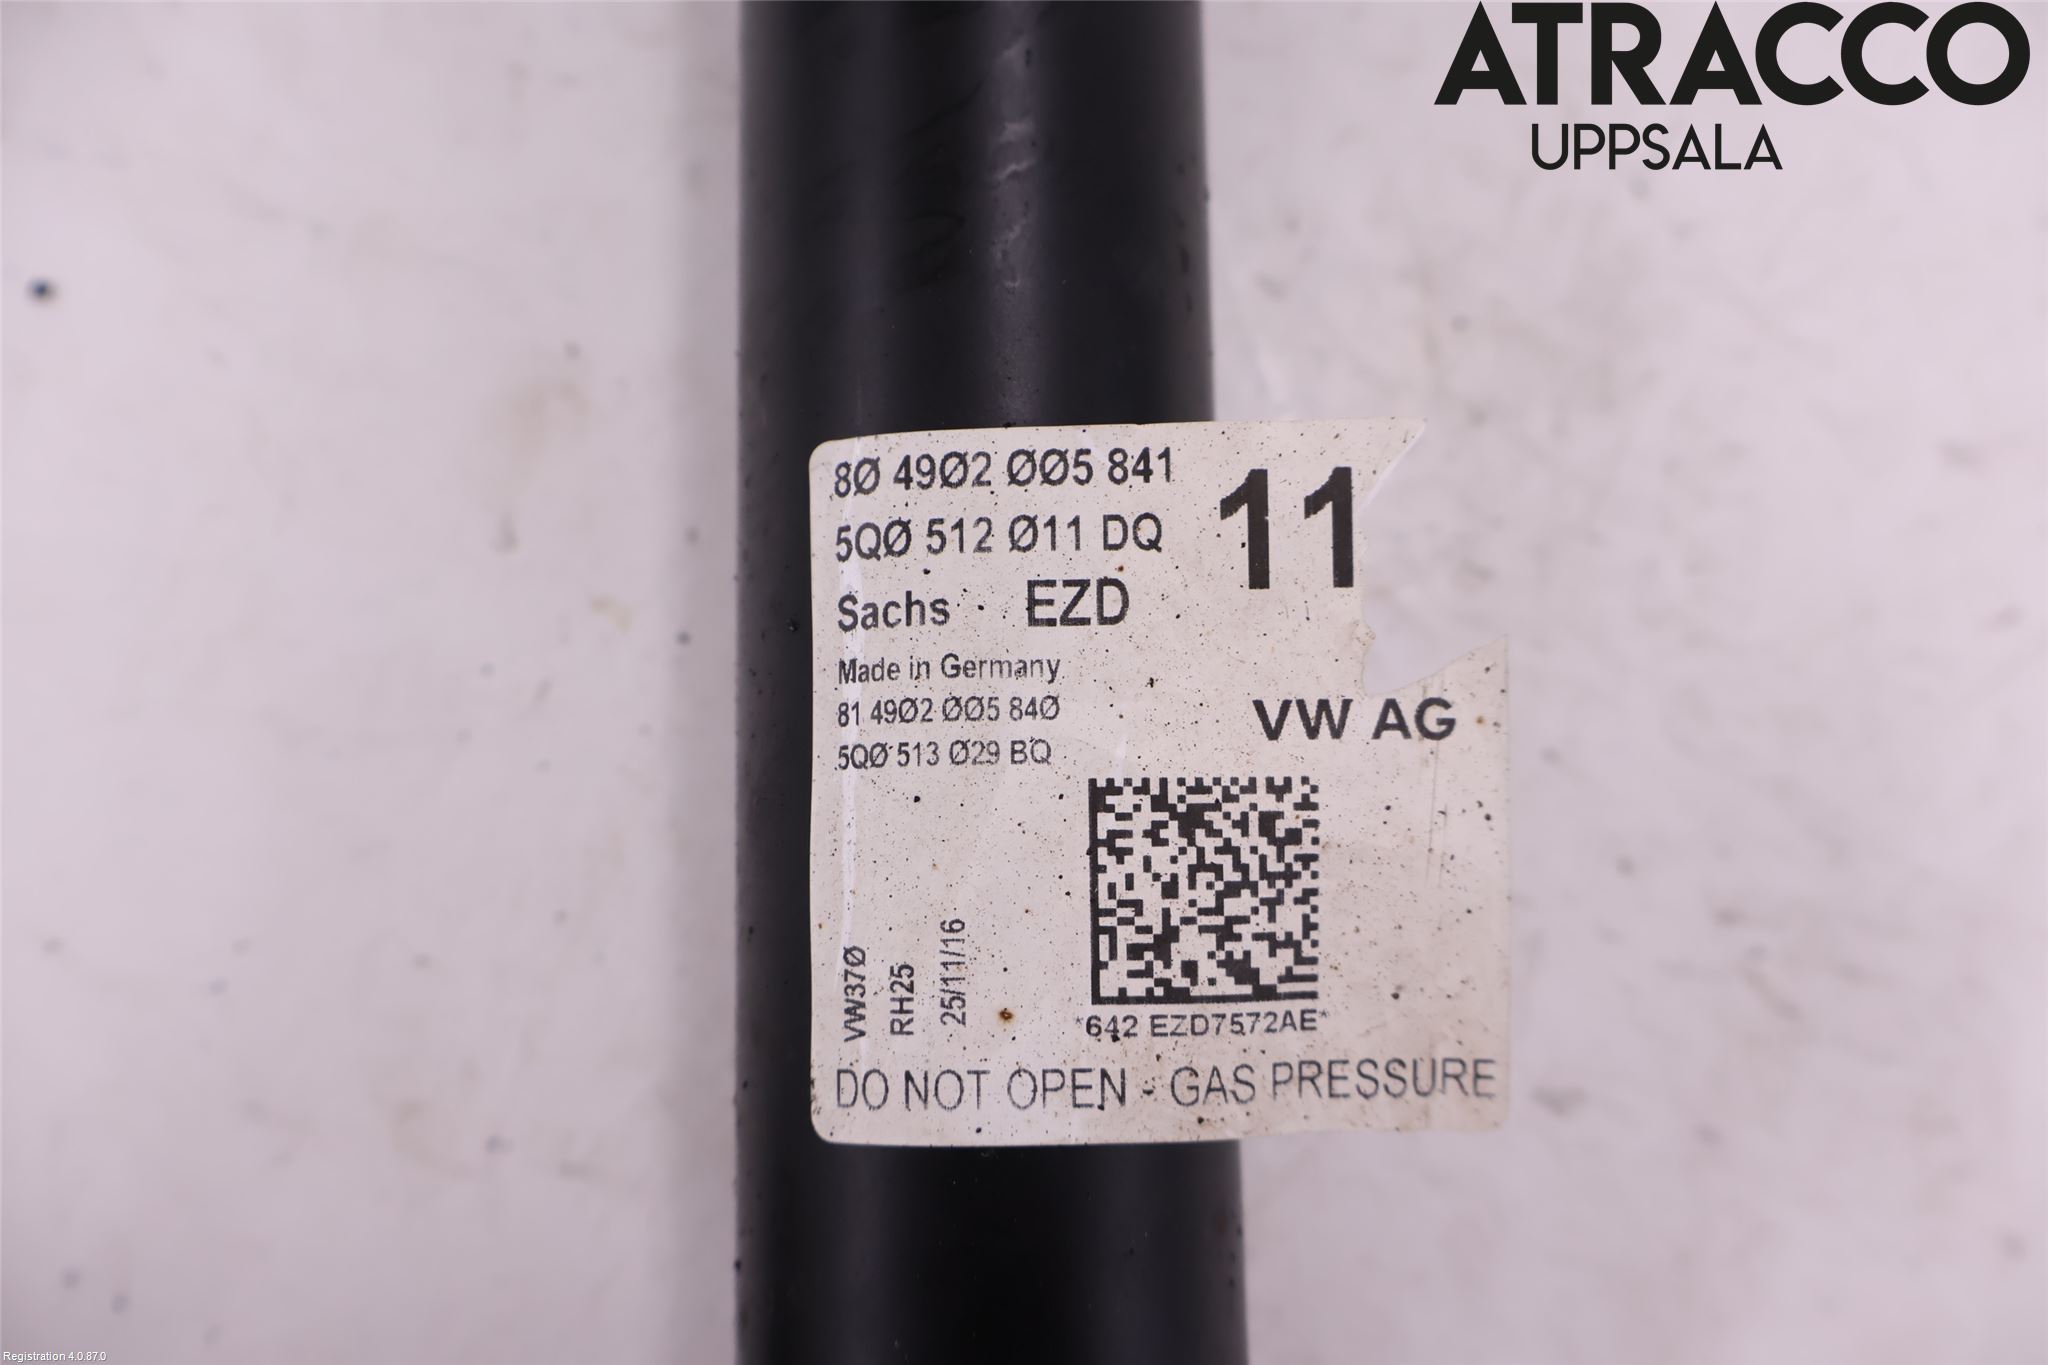 ATRACCO
UPPSALA
8Ø 49Ø2 ØØ5 841
5QØ 512 Ø11 DQ
11
Sachs EZD
Made in Germany
81 49Ø2 ØØ5 84Ø
5QØ 513 Ø29 BQ
VW AG
VW37Ø
RH25
25/11/16
*642 EZD7572AE*
DO NOT OPEN - GAS PRESSURE
Registration 4.0.87.0